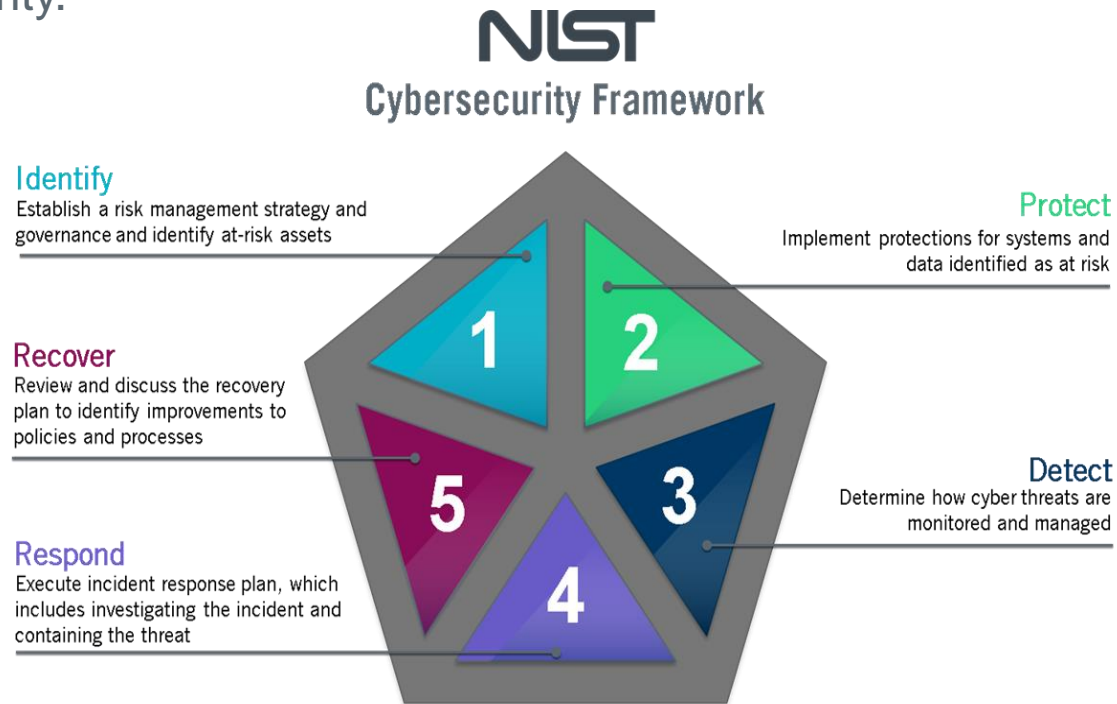 rity.
NIST
Cybersecurity Framework
Identify
Establish a risk management strategy and
governance and identify at-risk assets
Protect
Implement protections for systems and
data identified as at risk
1
2
Recover
Review and discuss the recovery
plan to identify improvements to
policies and processes
5
3
Detect
Determine how cyber threats are
monitored and managed
Respond
Execute incident response plan, which
includes investigating the incident and
containing the threat
4